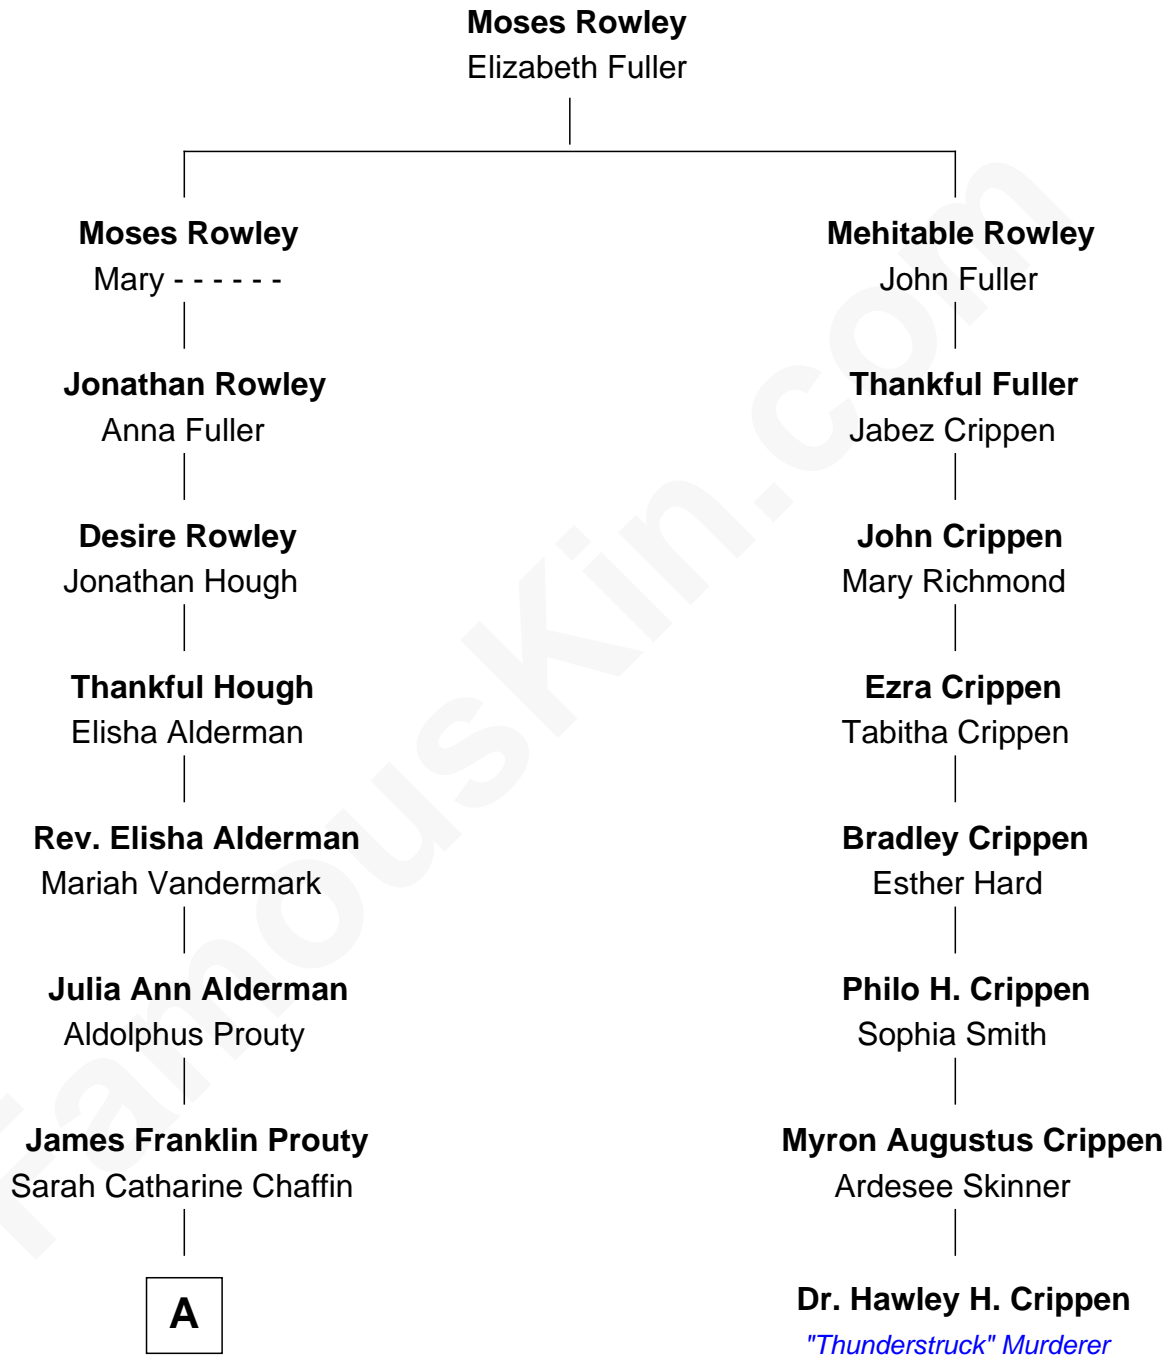 Moses Rowley
Elizabeth Fuller
Moses Rowley
Mary - - - - - -
Jonathan Rowley
Anna Fuller
Desire Rowley
Jonathan Hough
Thankful Hough
Elisha Alderman
Rev. Elisha Alderman
Mariah Vandermark
Julia Ann Alderman
Aldolphus Prouty
James Franklin Prouty
Sarah Catharine Chaffin
A
Mehitable Rowley
John Fuller
Thankful Fuller
Jabez Crippen
John Crippen
Mary Richmond
Ezra Crippen
Tabitha Crippen
Bradley Crippen
Esther Hard
Philo H. Crippen
Sophia Smith
Myron Augustus Crippen
Ardesee Skinner
Dr. Hawley H. Crippen
"Thunderstruck" Murderer
FamousKin.com